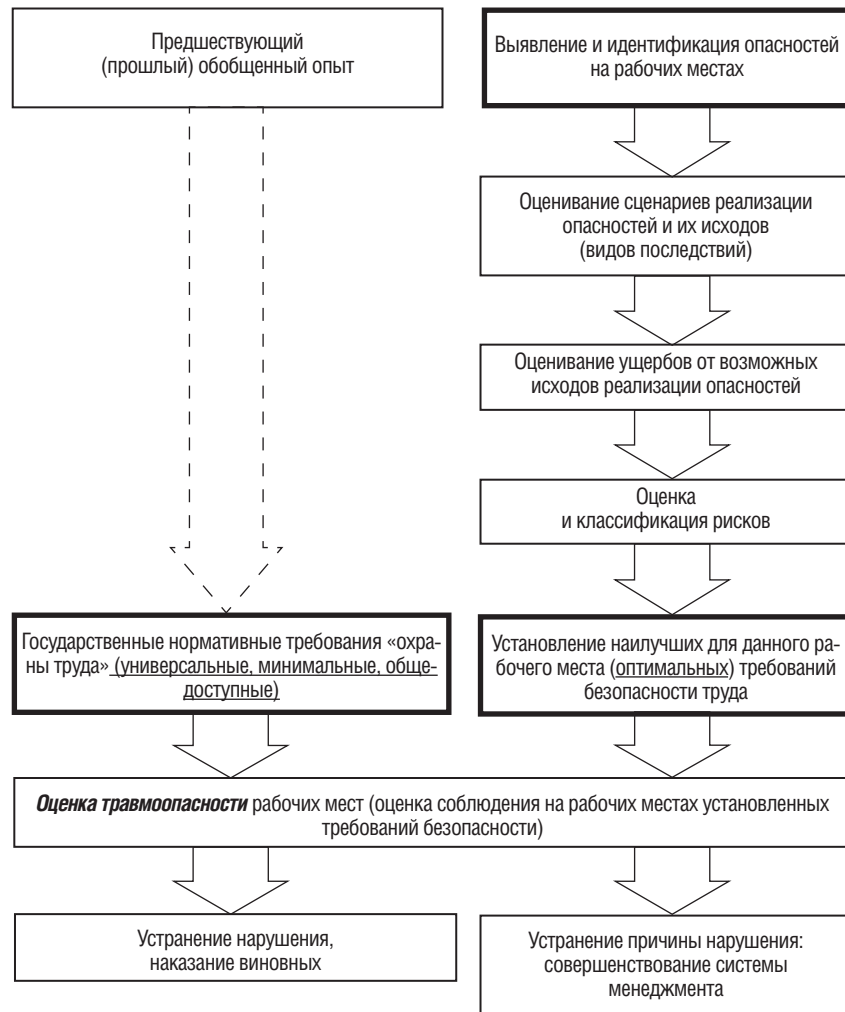 Предшествующий
(прошлый) обобщенный опыт
Выявление и идентификация опасностей
на рабочих местах
Оценивание сценариев реализации
опасностей и их исходов
(видов последствий)
Оценивание ущербов от возможных
исходов реализации опасностей
Оценка
и классификация рисков
Государственные нормативные требования «охра-
ны труда» (универсальные, минимальные, обще-
доступные)
Установление наилучших для данного ра-
бочего места (оптимальных) требований
безопасности труда
Оценка травмоопасности рабочих мест (оценка соблюдения на рабочих местах установленных
требований безопасности)
Устранение нарушения,
наказание виновных
Устранение причины нарушения:
совершенствование системы
менеджмента